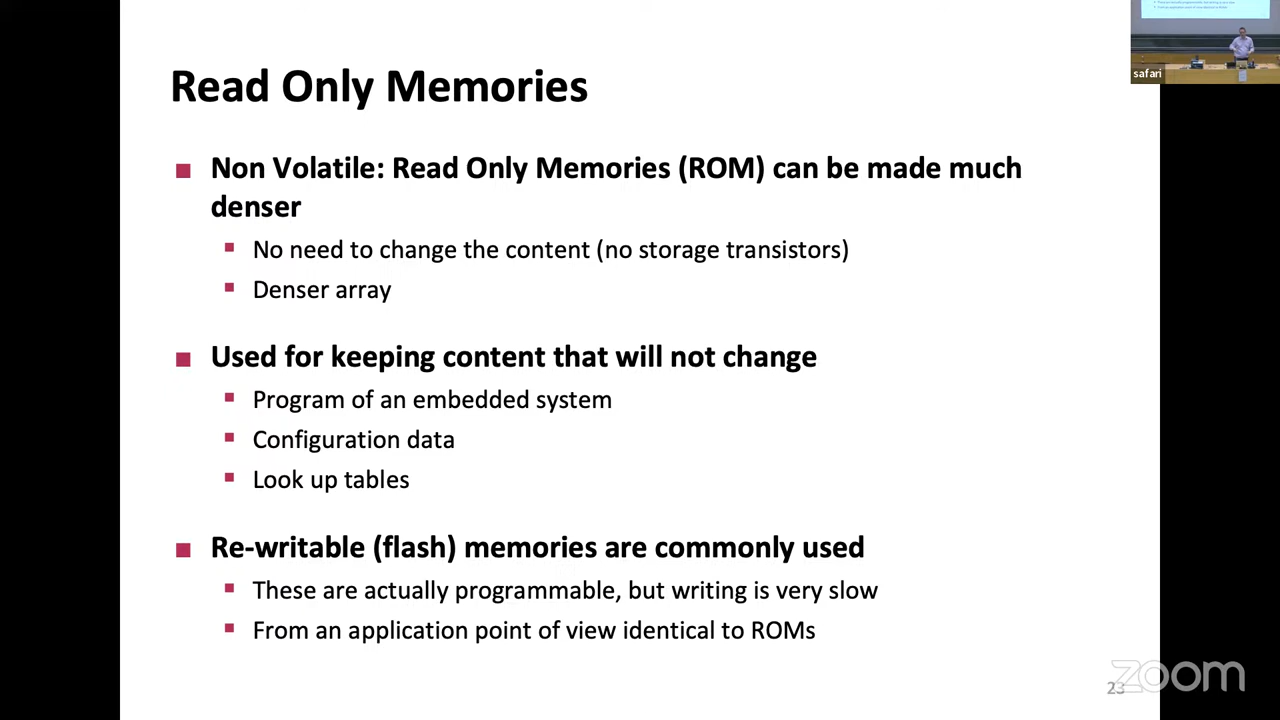 safari
Read Only Memories
Non Volatile: Read Only Memories (ROM) can be made much
denser
No need to change the content (no storage transistors)
Denser array
Used for keeping content that will not change
Program of an embedded system
Configuration data
Look up tables
Re-writable (flash) memories are commonly used
These are actually programmable, but writing is very slow
From an application point of view identical to ROMs
23
zoom